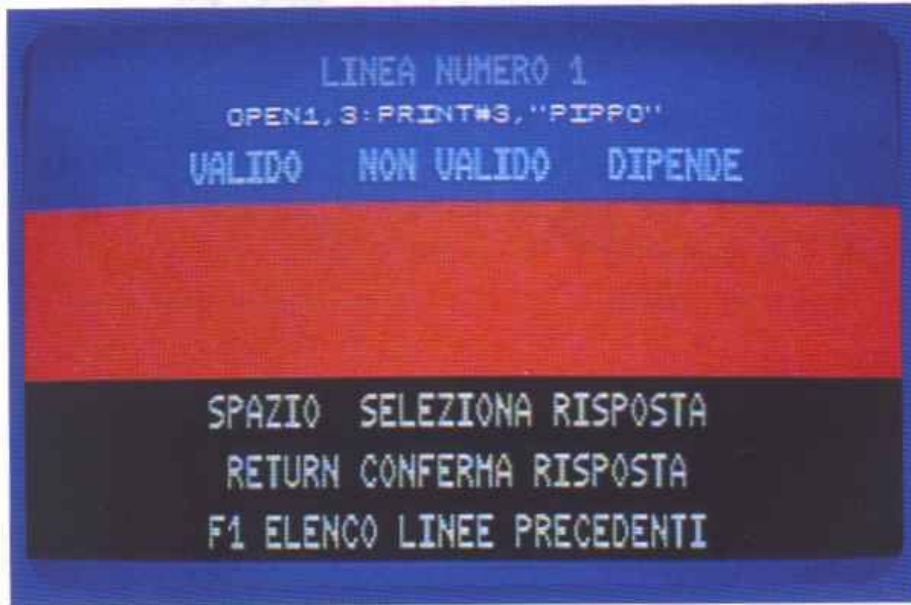 LINEA NUMERO 1
OPEN1,3:PRINT#3,"PIPPO"
VALIDO NON VALIDO DIPENDE
SPAZIO SELEZIONA RISPOSTA
RETURN CONFERMA RISPOSTA
F1 ELENCO LINEE PRECEDENTI